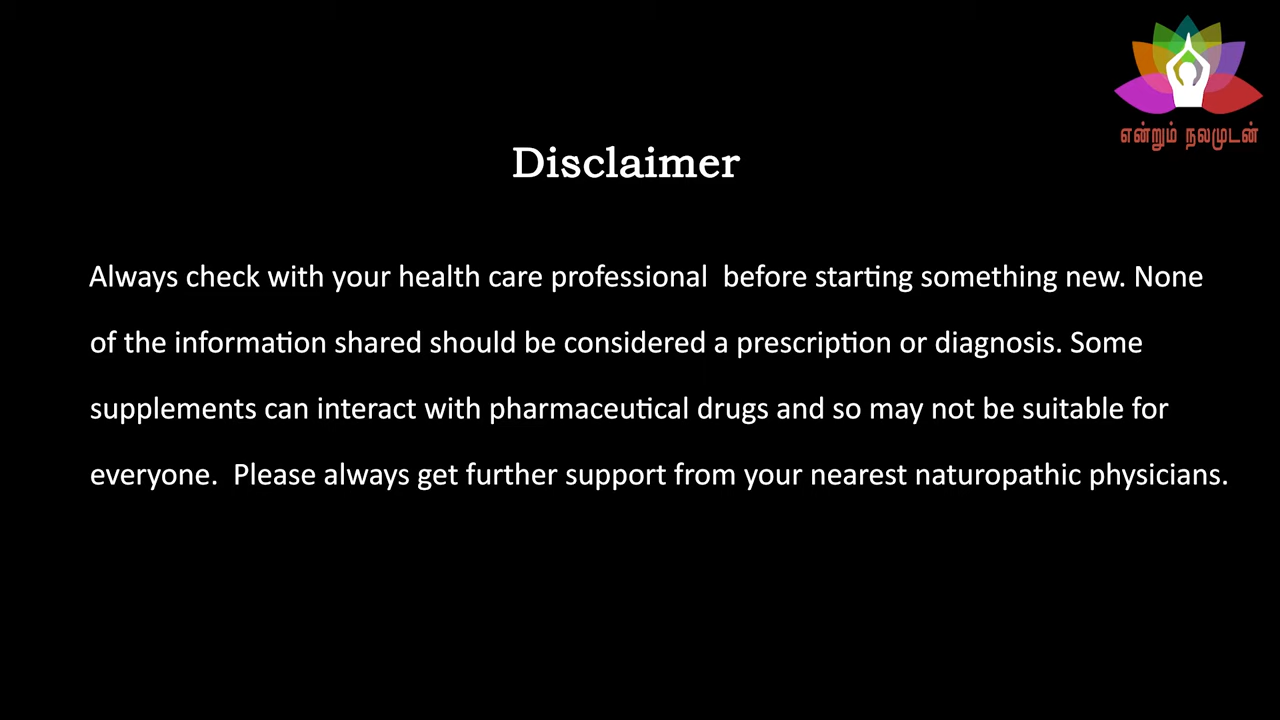 என்றும் நலமுடன்
Disclaimer
Always check with your health care professional  before starting something new. None
of the information shared should be considered a prescription or diagnosis. Some
supplements can interact with pharmaceutical drugs and so may not be suitable for
everyone.  Please always get further support from your nearest naturopathic physicians.